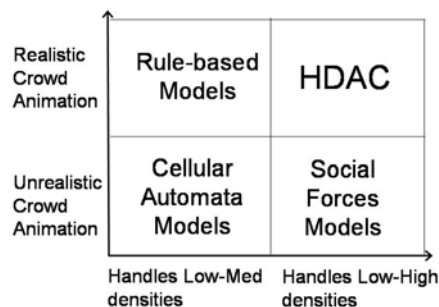 Realistic
Crowd
Animation
Rule-based
Models
HDAC
Unrealistic
Crowd
Animation
Cellular
Automata
Models
Social
Forces
Models
Handles Low-Med
densities
Handles Low-High
densities